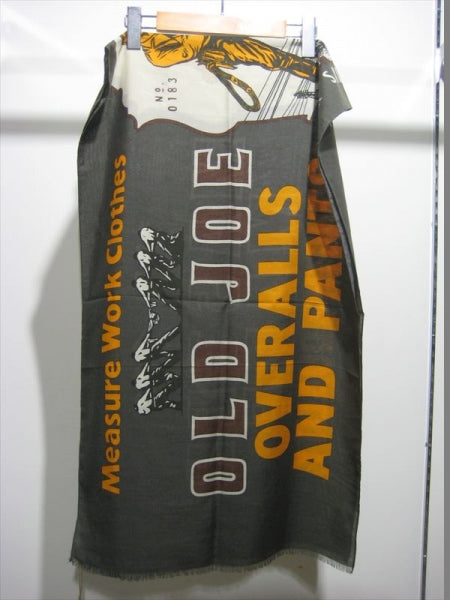 No.
0183
Measure Work Clothes
OLD JOE
OVERALLS
AND PANTS